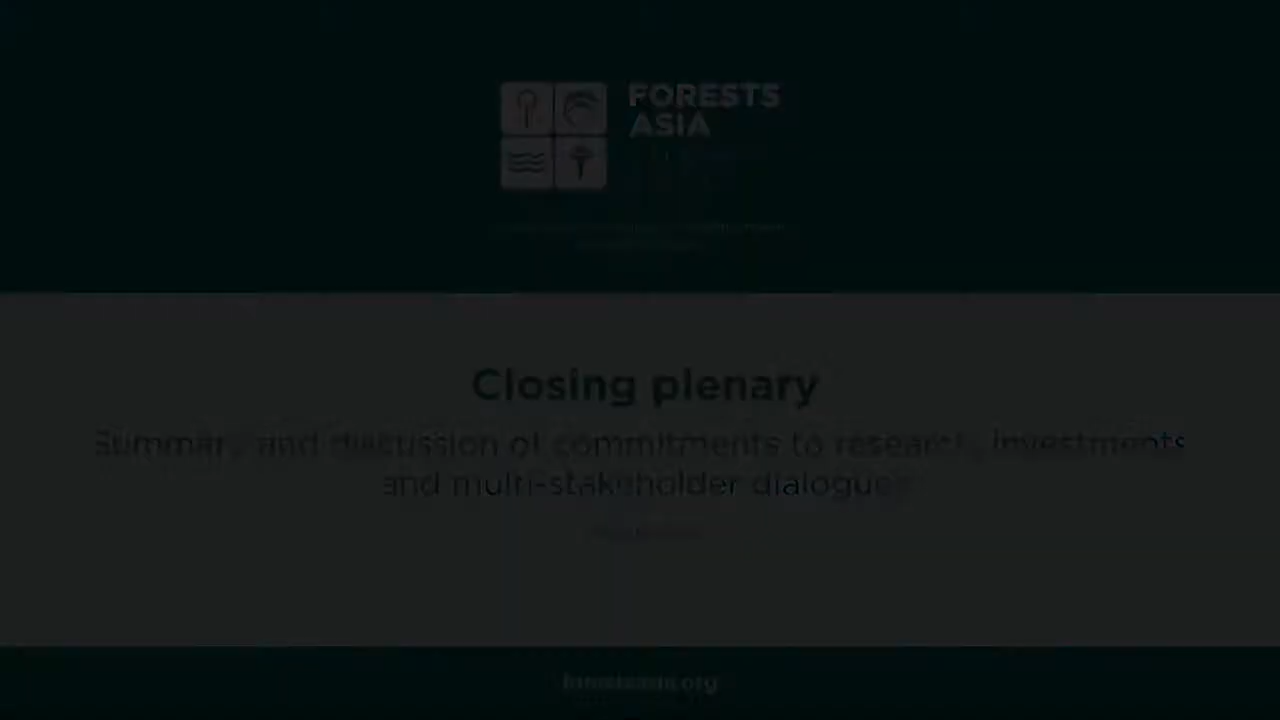 FORESTS
ASIA
Closing plenary
Summary and discussion of commitments to research, investments
and multi-stakeholder dialogues
forestsasia.org